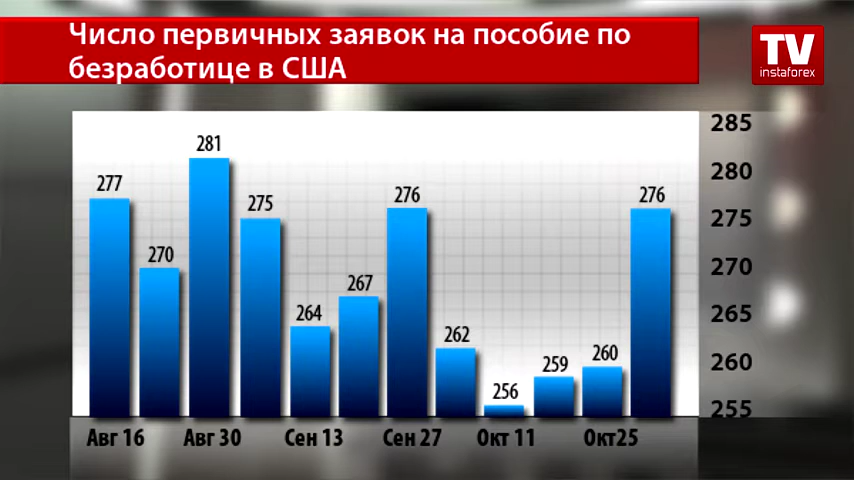 Число первичных заявок на пособие по
безработице в США
TV
instaforex
285
280
275
270
265
260
255
277
270
281
275
264
267
276
262
256
259
260
276
Авг 16
Авг 30
Сен 13
Сен 27
Окт 11
Окт25